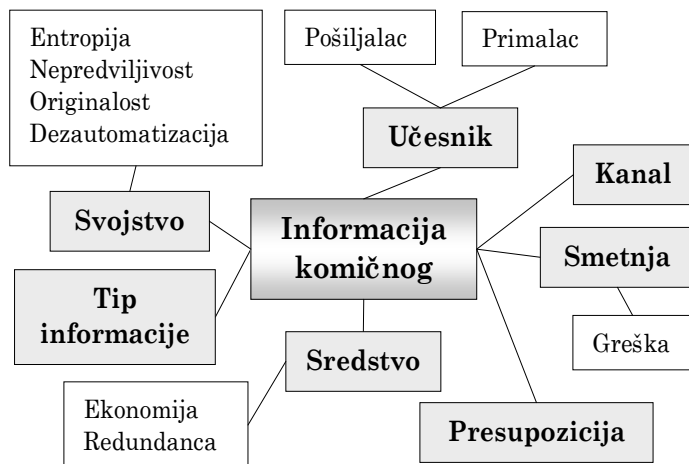 Entropija
Nepredviljivost
Originalost
Dezautomatizacija
Pošiljalac
Primalac
Učesnik
Kanal
Svojstvo
Informacija
komičnog
Smetnja
Tip
informacije
Sredstvo
Greška
Ekonomija
Redundanca
Presupozicija